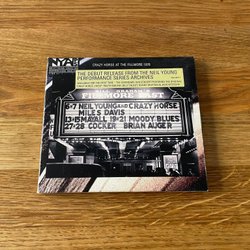 NYA
CRAZY HORSE AT THE FILLMORE 1970
THE DEBUT RELEASE FROM THE NEIL YOUNG
PERFORMANCE SERIES ARCHIVES
FILLMORE EAST
6-7 NEIL YOUNG AND CRAZY HORSE
MILES DAVIS
13-15 MAYALL 19-21 MOODY BLUES
27-28 COCKER BRIAN AUGER